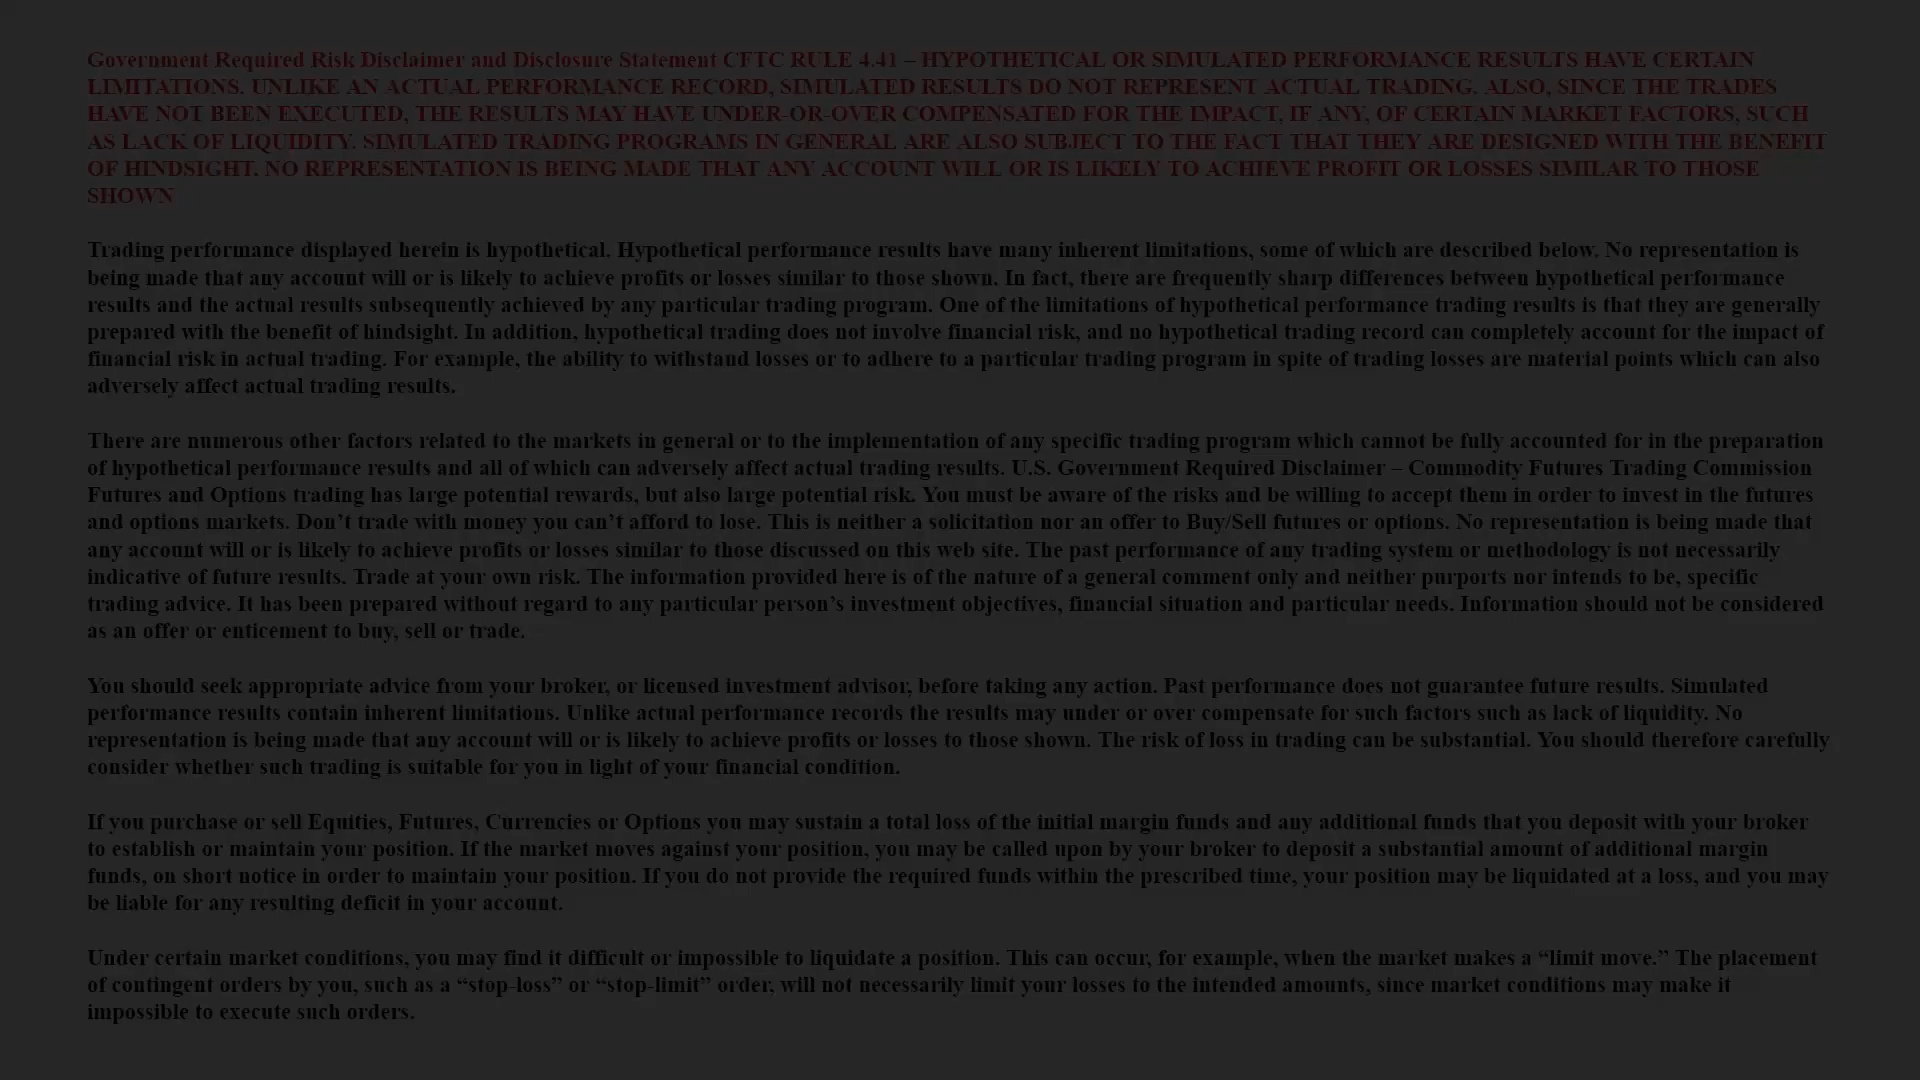 Government Required Risk Disclaimer and Disclosure Statement CFTC RULE 4.41 – HYPOTHETICAL OR SIMULATED PERFORMANCE RESULTS HAVE CERTAIN
LIMITATIONS. UNLIKE AN ACTUAL PERFORMANCE RECORD, SIMULATED RESULTS DO NOT REPRESENT ACTUAL TRADING. ALSO, SINCE THE TRADES
HAVE NOT BEEN EXECUTED, THE RESULTS MAY HAVE UNDER-OR-OVER COMPENSATED FOR THE IMPACT, IF ANY, OF CERTAIN MARKET FACTORS, SUCH
AS LACK OF LIQUIDITY. SIMULATED TRADING PROGRAMS IN GENERAL ARE ALSO SUBJECT TO THE FACT THAT THEY ARE DESIGNED WITH THE BENEFIT
OF HINDSIGHT. NO REPRESENTATION IS BEING MADE THAT ANY ACCOUNT WILL OR IS LIKELY TO ACHIEVE PROFIT OR LOSSES SIMILAR TO THOSE
SHOWN
Trading performance displayed herein is hypothetical. Hypothetical performance results have many inherent limitations, some of which are described below. No representation is
being made that any account will or is likely to achieve profits or losses similar to those shown. In fact, there are frequently sharp differences between hypothetical performance
results and the actual results subsequently achieved by any particular trading program. One of the limitations of hypothetical performance trading results is that they are generally
prepared with the benefit of hindsight. In addition, hypothetical trading does not involve financial risk, and no hypothetical trading record can completely account for the impact of
financial risk in actual trading. For example, the ability to withstand losses or to adhere to a particular trading program in spite of trading losses are material points which can also
adversely affect actual trading results.
There are numerous other factors related to the markets in general or to the implementation of any specific trading program which cannot be fully accounted for in the preparation
of hypothetical performance results and all of which can adversely affect actual trading results. U.S. Government Required Disclaimer – Commodity Futures Trading Commission
Futures and Options trading has large potential rewards, but also large potential risk. You must be aware of the risks and be willing to accept them in order to invest in the futures
and options markets. Don’t trade with money you can’t afford to lose. This is neither a solicitation nor an offer to Buy/Sell futures or options. No representation is being made that
any account will or is likely to achieve profits or losses similar to those discussed on this web site. The past performance of any trading system or methodology is not necessarily
indicative of future results. Trade at your own risk. The information provided here is of the nature of a general comment only and neither purports nor intends to be, specific
trading advice. It has been prepared without regard to any particular person’s investment objectives, financial situation and particular needs. Information should not be considered
as an offer or enticement to buy, sell or trade.
You should seek appropriate advice from your broker, or licensed investment advisor, before taking any action. Past performance does not guarantee future results. Simulated
performance results contain inherent limitations. Unlike actual performance records the results may under or over compensate for such factors such as lack of liquidity. No
representation is being made that any account will or is likely to achieve profits or losses to those shown. The risk of loss in trading can be substantial. You should therefore carefully
consider whether such trading is suitable for you in light of your financial condition.
If you purchase or sell Equities, Futures, Currencies or Options you may sustain a total loss of the initial margin funds and any additional funds that you deposit with your broker
to establish or maintain your position. If the market moves against your position, you may be called upon by your broker to deposit a substantial amount of additional margin
funds, on short notice in order to maintain your position. If you do not provide the required funds within the prescribed time, your position may be liquidated at a loss, and you may
be liable for any resulting deficit in your account.
Under certain market conditions, you may find it difficult or impossible to liquidate a position. This can occur, for example, when the market makes a “limit move.” The placement
of contingent orders by you, such as a “stop-loss” or “stop-limit” order, will not necessarily limit your losses to the intended amounts, since market conditions may make it
impossible to execute such orders.